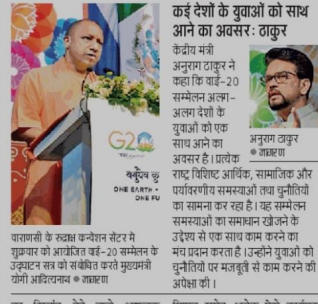 कई देशों के युवाओं को साथ
आने का अवसर : ठाकुर
केंद्रीय मंत्री
अनुराग ठाकुर ने
कहा कि वाई-20
सम्मेलन अलग-
अलग देशों के
युवाओं को एक
साथ आने का
अवसर है। प्रत्येक
राष्ट्र विशिष्ट आर्थिक, सामाजिक और
पर्यावरणीय समस्याओं तथा चुनौतियों
का सामना कर रहा है। यह सम्मेलन
समस्याओं का समाधान खोजने के
उद्देश्य से एक साथ काम करने का
मंच प्रदान करता है।उन्होंने युवाओं को
चुनौतियों पर मजबूती से काम करने की
अपेक्षा की।
अनुराग ठाकुर
● जागरण
G20
वसुधैव कु
ONE EARTH •
ONE FU
वाराणसी के रुद्राक्ष कन्वेंशन सेंटर में
शुक्रवार को आयोजित वाई-20 सम्मेलन के
उद्घाटन सत्र को संबोधित करते मुख्यमंत्री
योगी आदित्यनाथ ● जागरण